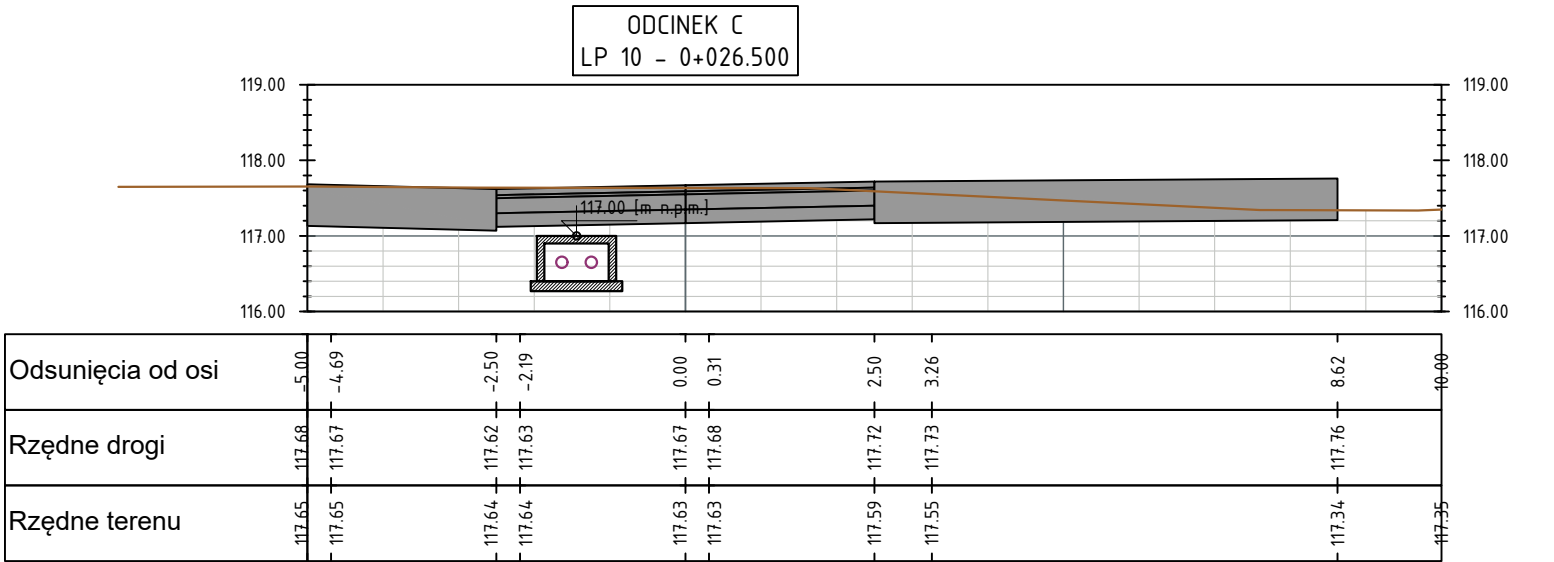 ODCINEK C
LP 10 - 0+026.500
119.00 119.00
118.00 118.00
117.00 [m n.p.m.]
117.00 117.00
116.00 116.00
Odsunięcia od osi -5.00 -4.69 -2.50 -2.19 0.00 0.31 2.50 3.26 8.62 10.00
Rzędne drogi 117.68 117.67 117.62 117.63 117.67 117.68 117.72 117.73 117.76
Rzędne terenu 117.65 117.65 117.64 117.64 117.63 117.63 117.59 117.55 117.34 117.35